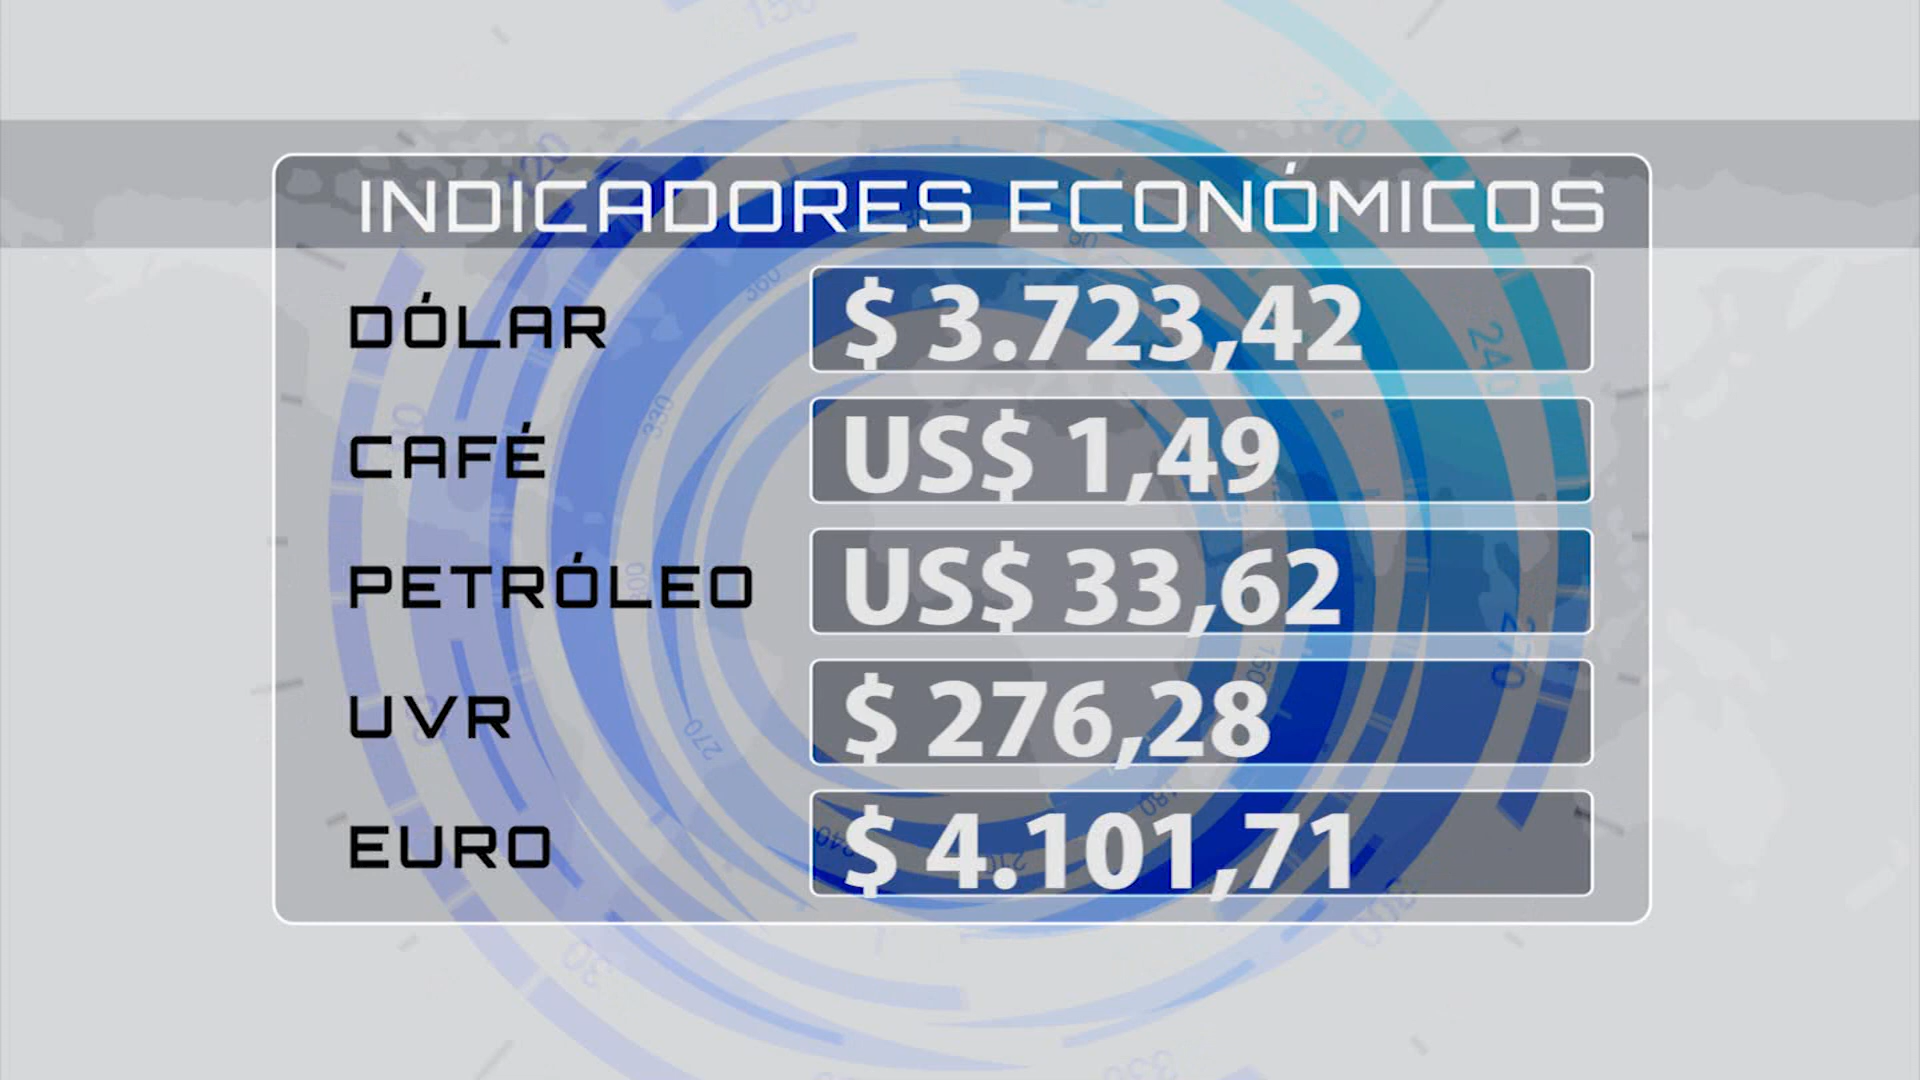 INDICADORES ECONÓMICOS
DÓLAR $ 3.723,42
CAFÉ US$ 1,49
PETRÓLEO US$ 33,62
UVR $ 276,28
EURO $ 4.101,71